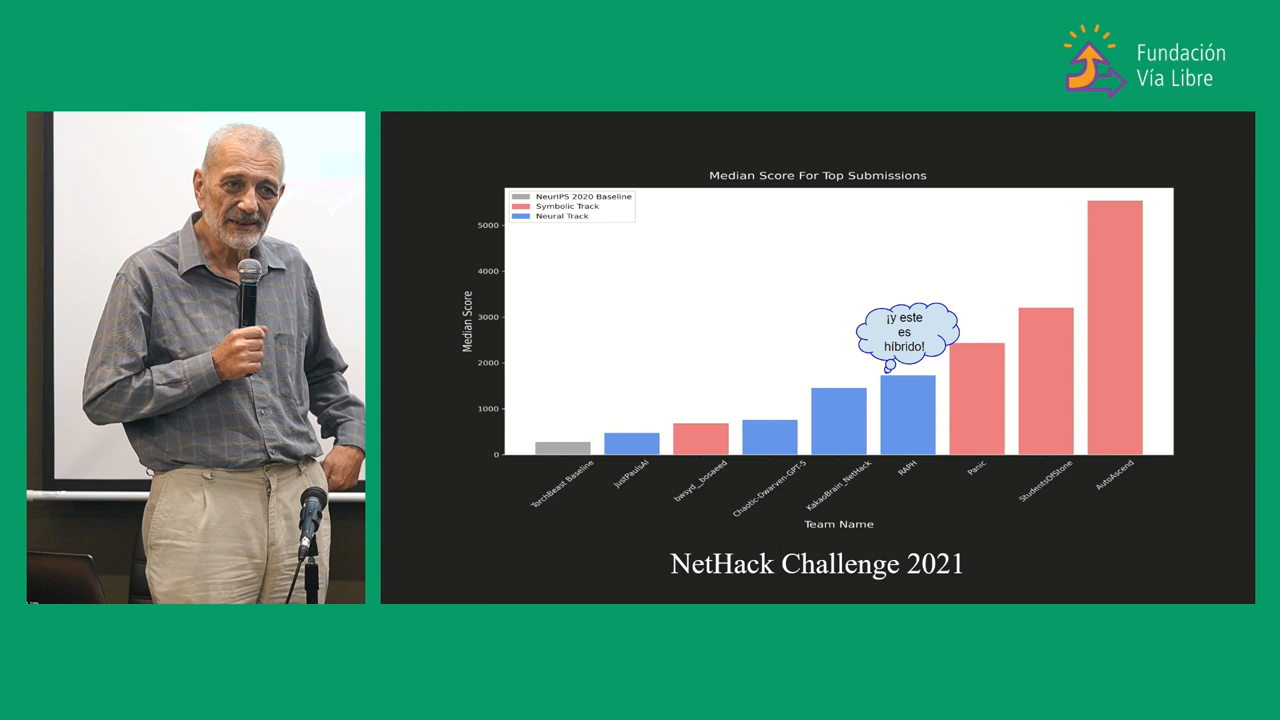 Fundación
Vía Libre
Median Score For Top Submissions
NeurIPS 2020 Baseline
Symbolic Track
Neural Track
5000
4000
3000
2000
1000
0
Median Score
¡y este
es
híbrido!
TorchBeast Baseline
JustPaulsAI
bwsyd__bosaeed
Chaotic-Dwarven-GPT-5
KakaoBrain_NetHack
RAPH
Panic
StudentsOfStone
AutoAscend
Team Name
NetHack Challenge 2021